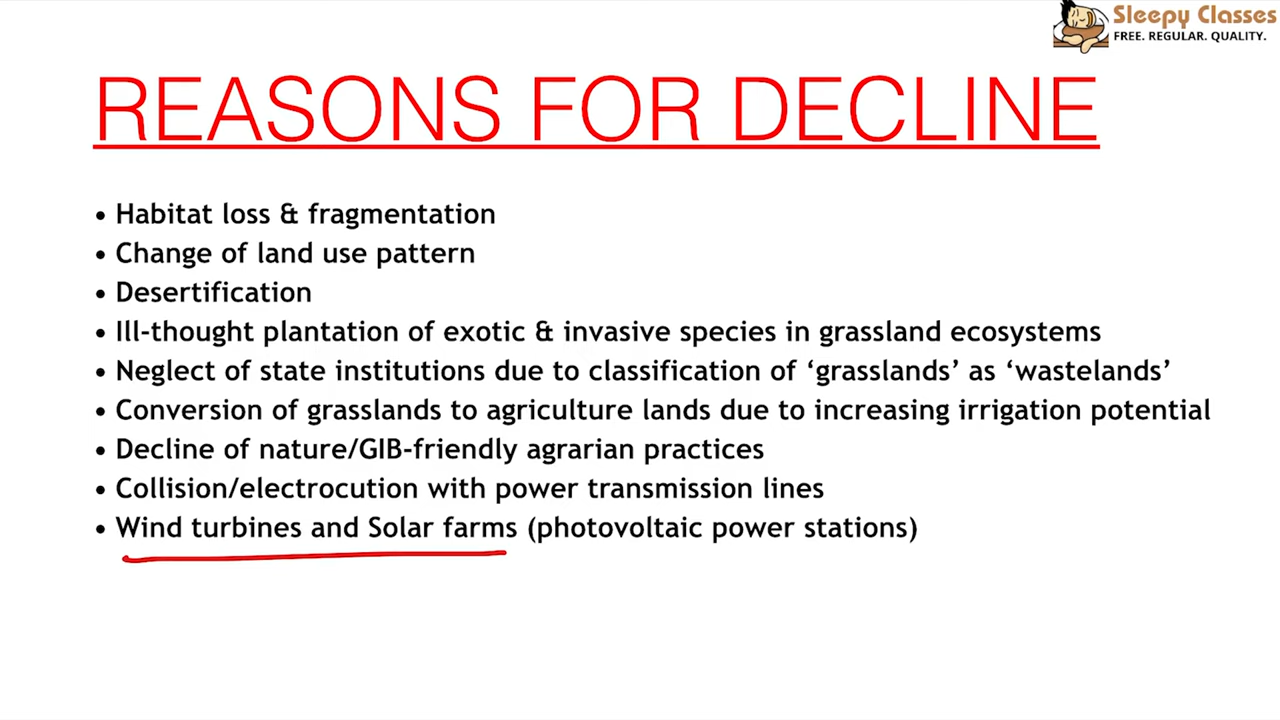 Sleepy Classes
FREE. REGULAR. QUALITY.
REASONS FOR DECLINE
• Habitat loss & fragmentation
• Change of land use pattern
• Desertification
• Ill-thought plantation of exotic & invasive species in grassland ecosystems
• Neglect of state institutions due to classification of ‘grasslands’ as ‘wastelands’
• Conversion of grasslands to agriculture lands due to increasing irrigation potential
• Decline of nature/GIB-friendly agrarian practices
• Collision/electrocution with power transmission lines
• Wind turbines and Solar farms (photovoltaic power stations)